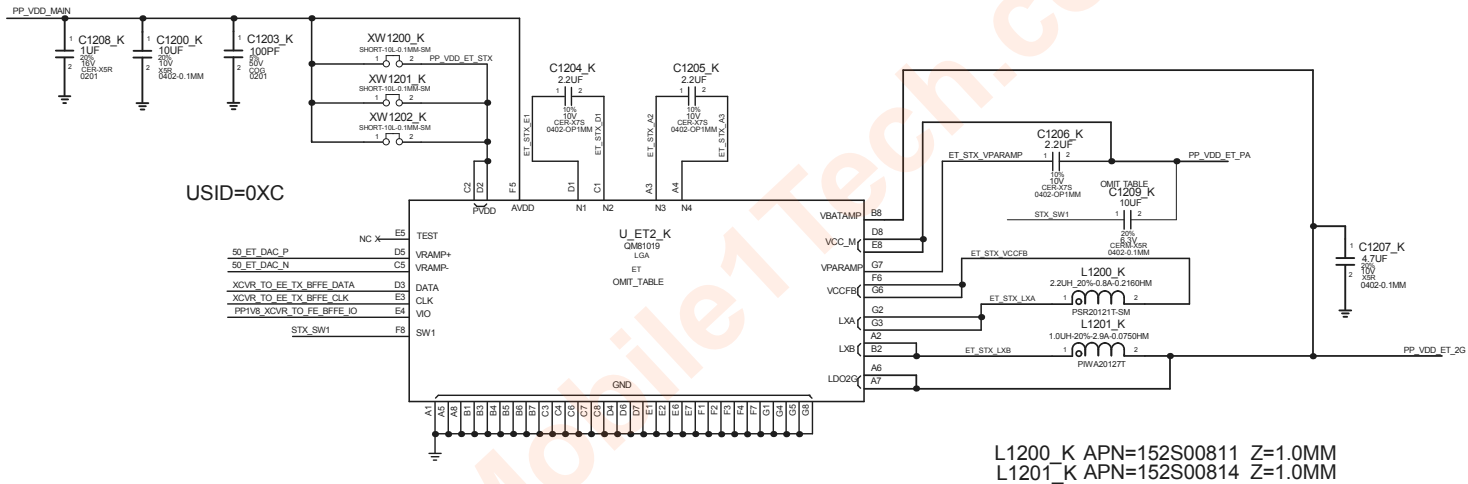 PP_VDD_MAIN
C1208_K
1UF
20%
16V
CER-X5R
0201
C1200_K
10UF
20%
10V
X5R
0402-0.1MM
C1203_K
100PF
5%
50V
COG
0201
XW1200_K
SHORT-10L-0.1MM-SM
PP_VDD_ET_STX
XW1201_K
SHORT-10L-0.1MM-SM
XW1202_K
SHORT-10L-0.1MM-SM
C1204_K
2.2UF
10%
10V
CER-X7S
0402-OP1MM
ET_STX_E1
ET_STX_D1
C1205_K
2.2UF
10%
10V
CER-X7S
0402-OP1MM
ET_STX_A2
ET_STX_A3
C1206_K
2.2UF
ET_STX_VPARAMP
10%
10V
CER-X7S
0402-OP1MM
PP_VDD_ET_PA
OMIT_TABLE
C1209_K
10UF
STX_SW1
20%
6.3V
CERM-X5R
0402-0.1MM
USID=0XC
C2 D2 F5 D1 C1 A3 A4
PVDD AVDD N1 N2 N3 N4
U_ET2_K
QM81019
LGA
ET
OMIT_TABLE
NC X E5 TEST
50_ET_DAC_P D5 VRAMP+
50_ET_DAC_N C5 VRAMP-
XCVR_TO_EE_TX_BFFE_DATA D3 DATA
XCVR_TO_EE_TX_BFFE_CLK E3 CLK
PP1V8_XCVR_TO_FE_BFFE_IO E4 VIO
STX_SW1 F8 SW1
VBATAMP B8
VCC_M D8 E8
VPARAMP G7
VCCFB F6 G6
LXA G2 G3
LXB A2 B2
LDO2G A6 A7
ET_STX_VCCFB
L1200_K
2.2UH_20%-0.8A-0.2160HM
ET_STX_LXA
PSR20121T-SM
L1201_K
1.0UH-20%-2.9A-0.0750HM
ET_STX_LXB
PIWA20127T
C1207_K
4.7UF
20%
10V
X5R
0402-0.1MM
PP_VDD_ET_2G
GND
A1 A5 A8 B1 B3 B4 B5 B6 B7 C3 C4 C6 C7 C8 D4 D6 D7 E1 E2 E6 E7 F1 F2 F3 F4 F7 G1 G4 G5 G8
L1200_K APN=152S00811 Z=1.0MM
L1201_K APN=152S00814 Z=1.0MM
Mobile1Tech.co